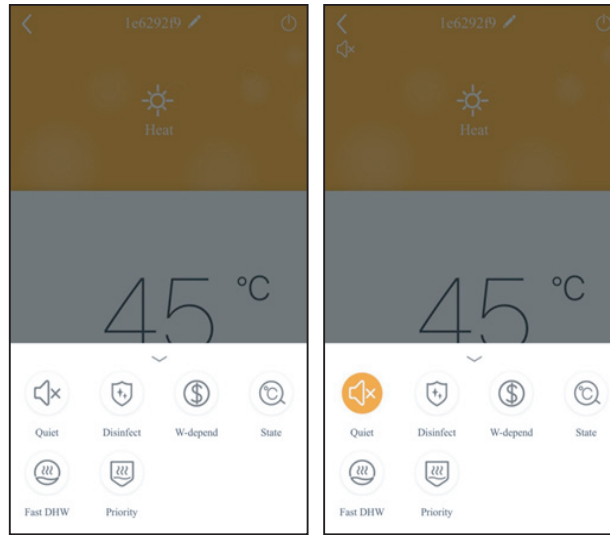 1e6292f9
Heat
45 °C
Quiet
Disinfect
W-depend
State
Fast DHW
Priority
1e6292f9
Heat
45 °C
Quiet
Disinfect
W-depend
State
Fast DHW
Priority